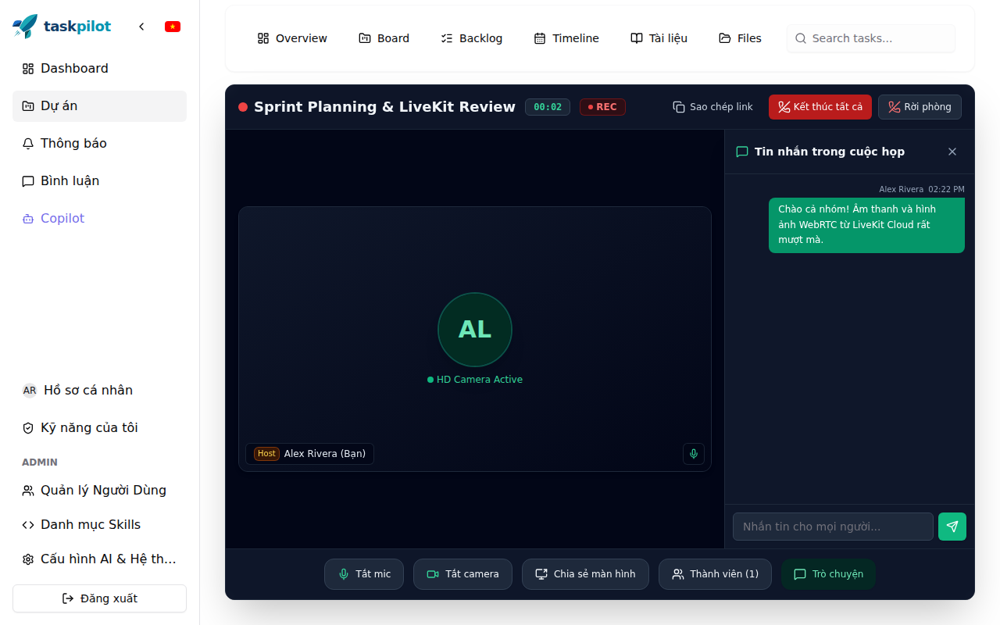 taskpilot
Dashboard
Dự án
Thông báo
Bình luận
Copilot
AR Hồ sơ cá nhân
Kỹ năng của tôi
ADMIN
Quản lý Người Dùng
Danh mục Skills
Cấu hình AI & Hệ th...
Đăng xuất
Overview
Board
Backlog
Timeline
Tài liệu
Files
Search tasks...
Sprint Planning & LiveKit Review
00:02
REC
Sao chép link
Kết thúc tất cả
Rời phòng
AL
HD Camera Active
Host Alex Rivera (Bạn)
Tin nhắn trong cuộc họp
Alex Rivera 02:22 PM
Chào cả nhóm! Âm thanh và hình
ảnh WebRTC từ LiveKit Cloud rất
mượt mà.
Nhắn tin cho mọi người...
Tắt mic
Tắt camera
Chia sẻ màn hình
Thành viên (1)
Trò chuyện